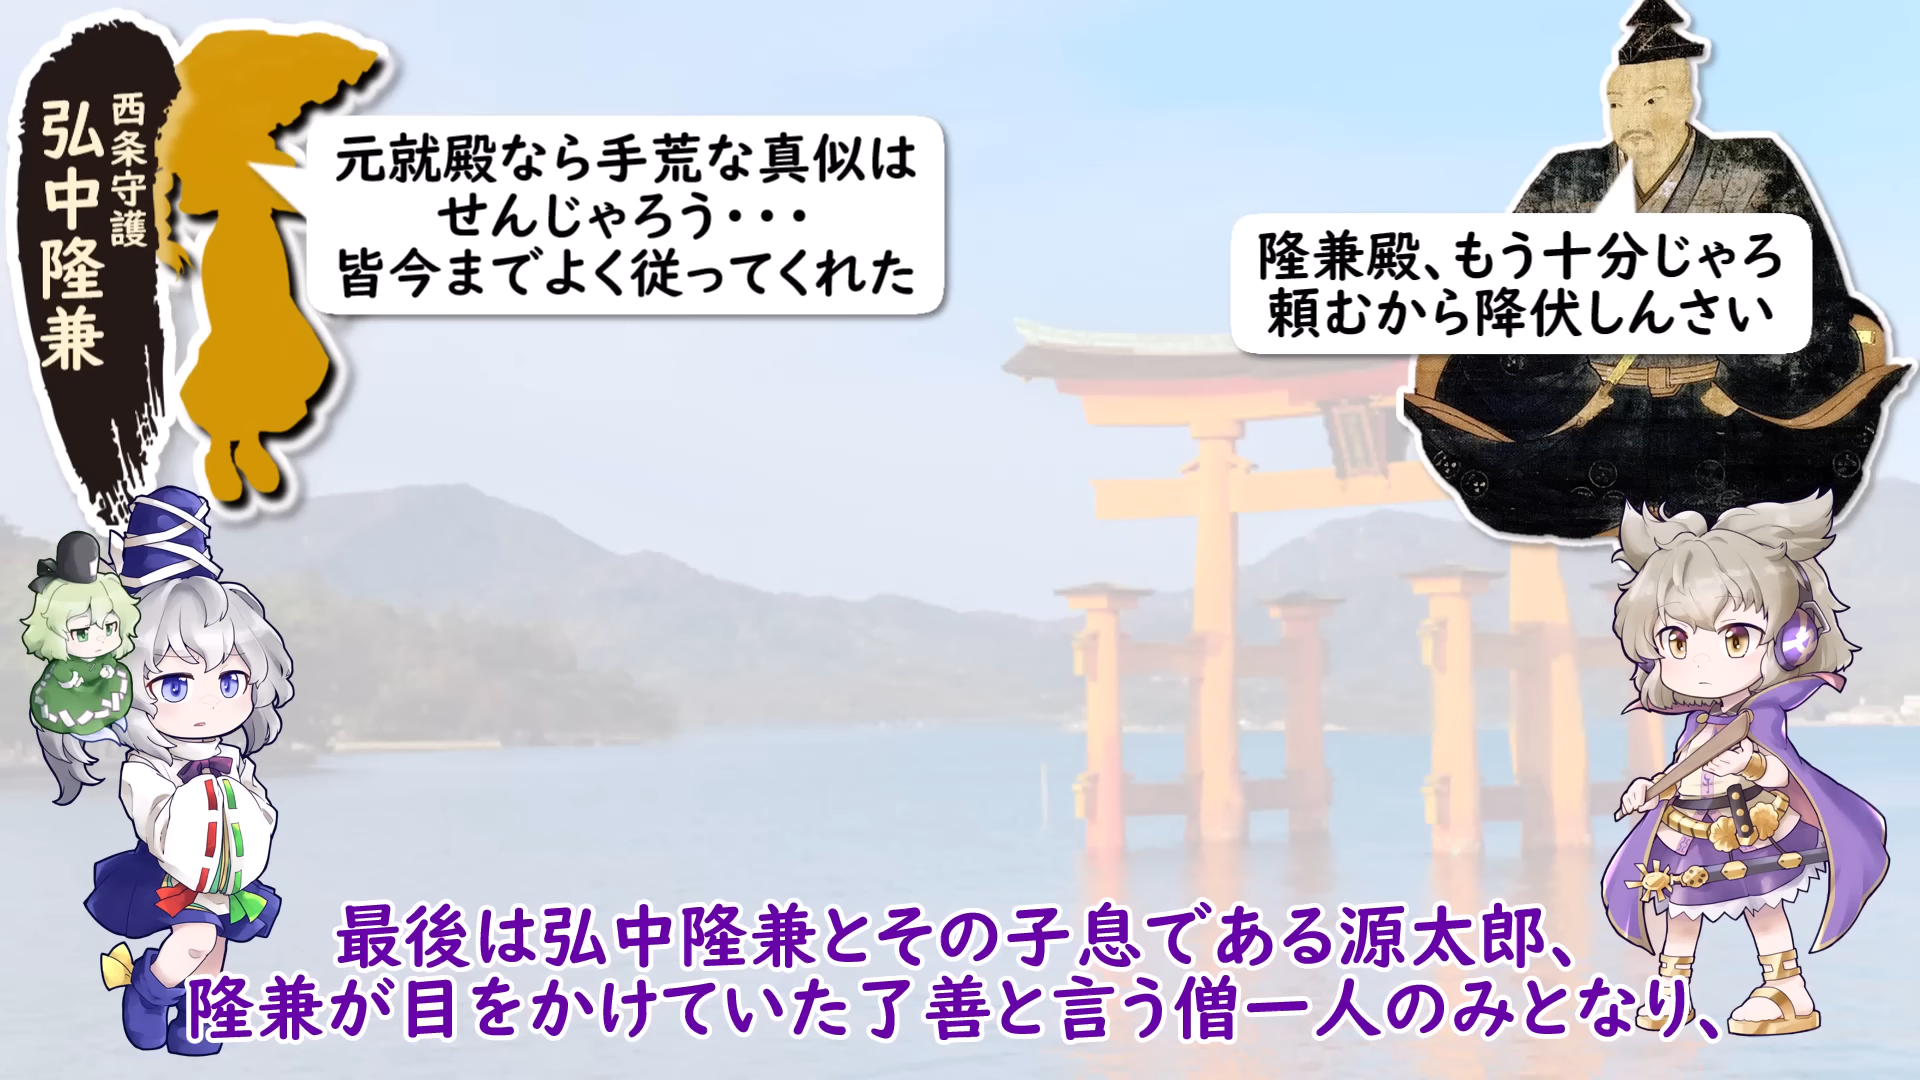 西条守護
弘中隆兼
元就殿なら手荒な真似は
せんじゃろう・・・
皆今までよく従ってくれた
隆兼殿、もう十分じゃろ
頼むから降伏しんさい
最後は弘中隆兼とその子息である源太郎、
隆兼が目をかけていた了善と言う僧一人のみとなり、